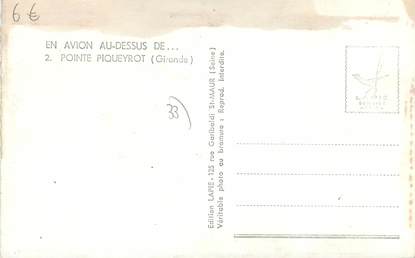 6 €
EN AVION AU-DESSUS DE...
2. POINTE PIQUEYROT (Gironde)
33)
Edition LAPIE - 125 rue Garibaldi ST-MAUR (Seine)
Véritable photo au bromure : Reprod. Interdite.
LAPIE